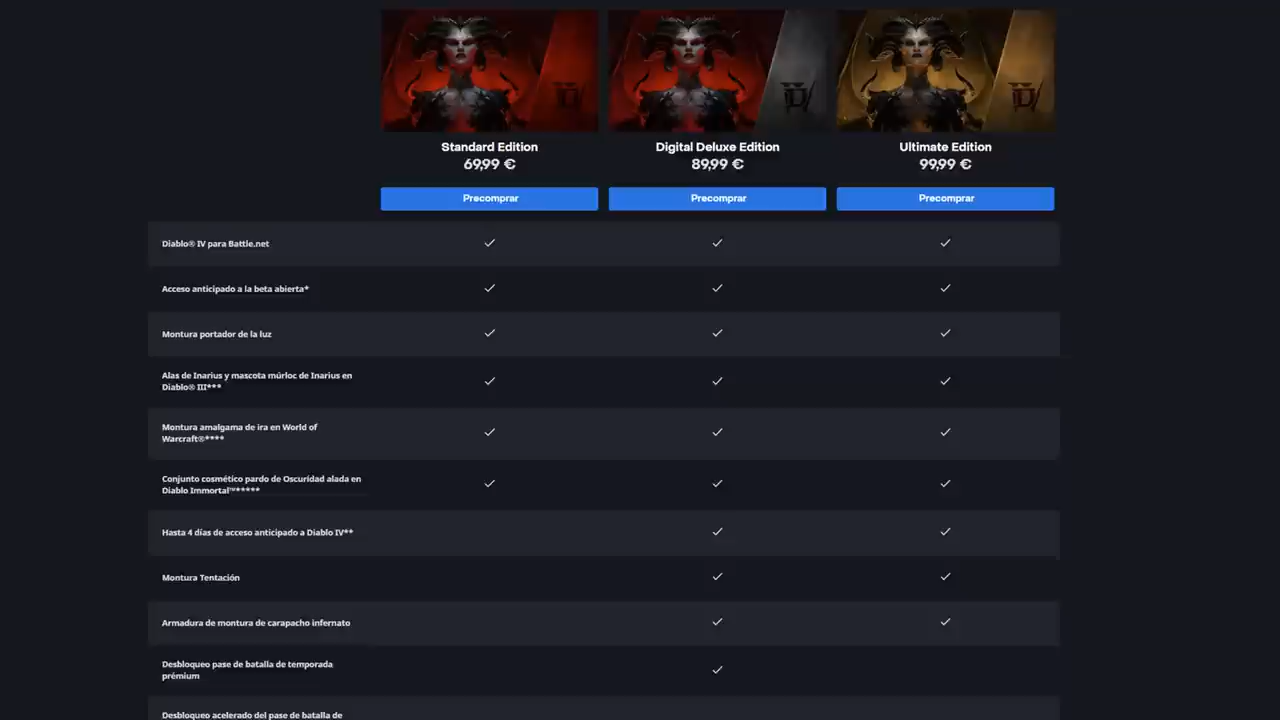 Standard Edition
69,99 €
Precomprar
Digital Deluxe Edition
89,99 €
Precomprar
Ultimate Edition
99,99 €
Precomprar
Diablo® IV para Battle.net
Acceso anticipado a la beta abierta*
Montura portador de la luz
Alas de Inarius y mascota múrloc de Inarius en
Diablo® III***
Montura amalgama de ira en World of
Warcraft®****
Conjunto cosmético pardo de Oscuridad alada en
Diablo Immortal™*****
Hasta 4 días de acceso anticipado a Diablo IV**
Montura Tentación
Armadura de montura de carapacho infernato
Desbloqueo pase de batalla de temporada
prémium
Desbloqueo acelerado del pase de batalla de